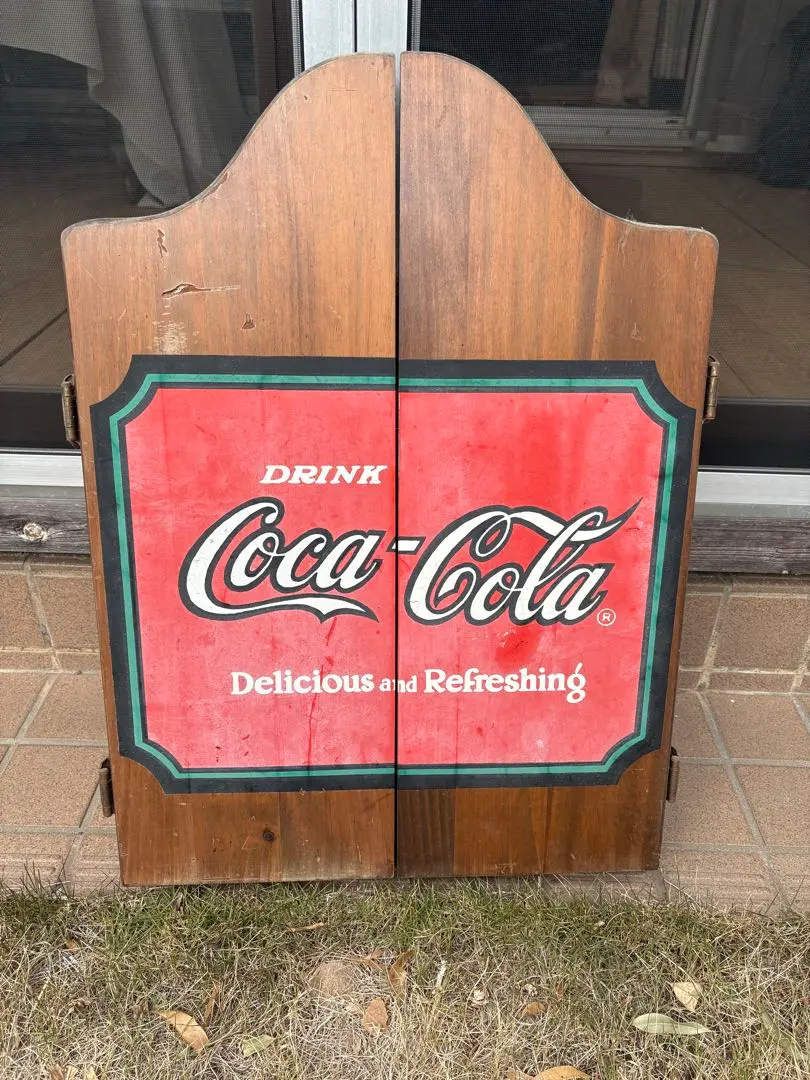 DRINK
Coca-Cola ®
Delicious and Refreshing